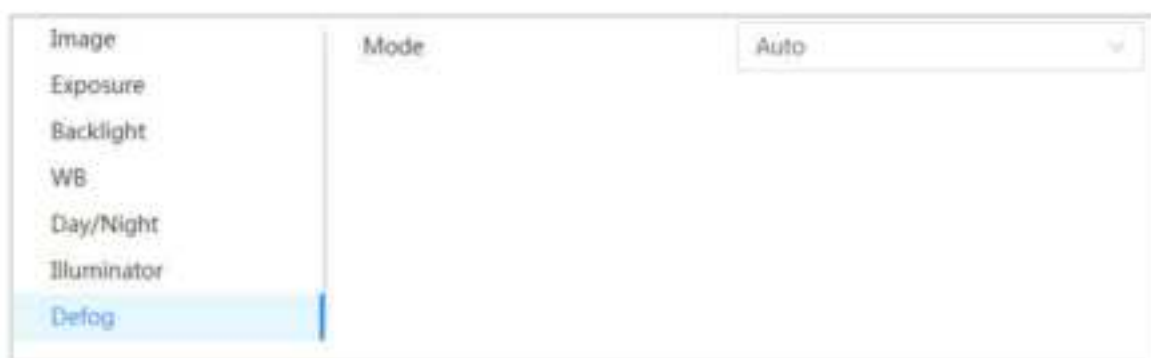 Image
Mode Auto
Exposure
Backlight
WB
Day/Night
Illuminator
Defog